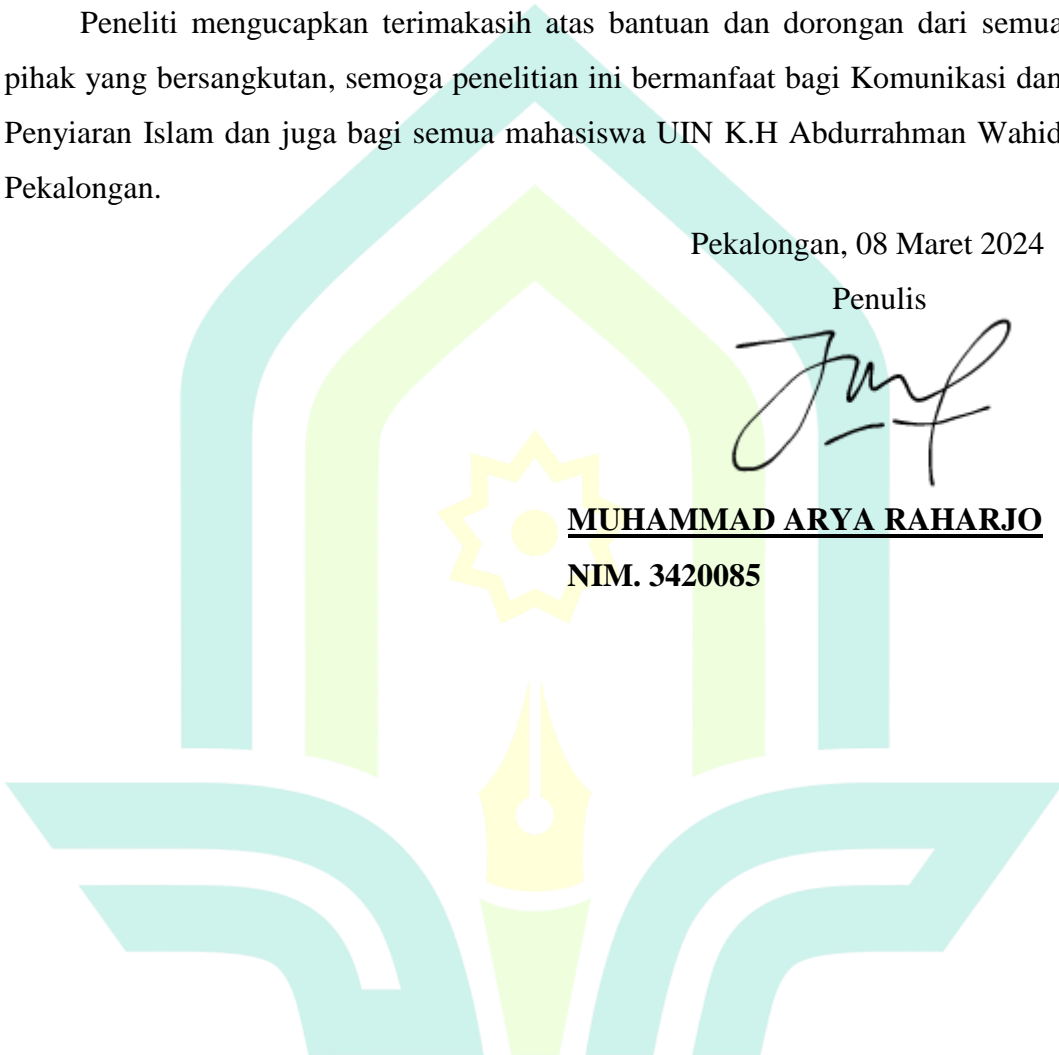 Peneliti mengucapkan terimakasih atas bantuan dan dorongan dari semua
pihak yang bersangkutan, semoga penelitian ini bermanfaat bagi Komunikasi dan
Penyiaran Islam dan juga bagi semua mahasiswa UIN K.H Abdurrahman Wahid
Pekalongan.
Pekalongan, 08 Maret 2024
Penulis
MUHAMMAD ARYA RAHARJO
NIM. 3420085